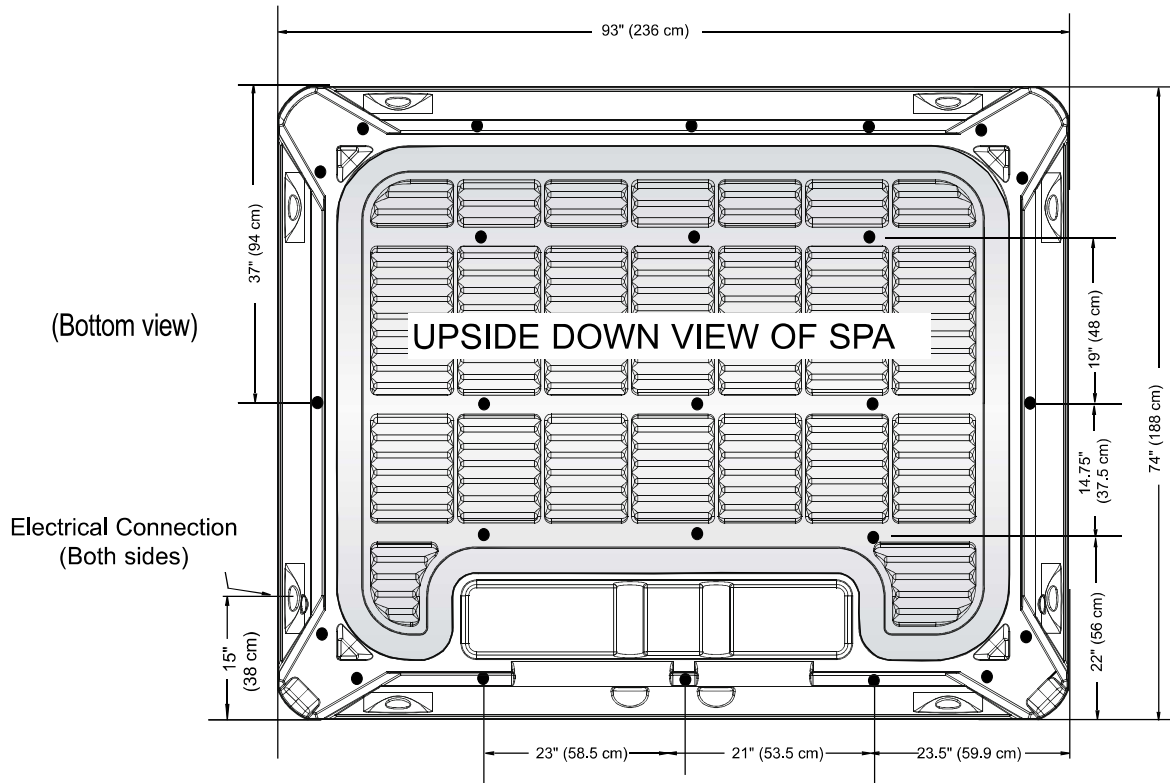 93" (236 cm)
37" (94 cm)
(Bottom view)
UPSIDE DOWN VIEW OF SPA
19" (48 cm)
74" (188 cm)
14.75"
(37.5 cm)
Electrical Connection
(Both sides)
15"
(38 cm)
22" (56 cm)
23" (58.5 cm)
21" (53.5 cm)
23.5" (59.9 cm)